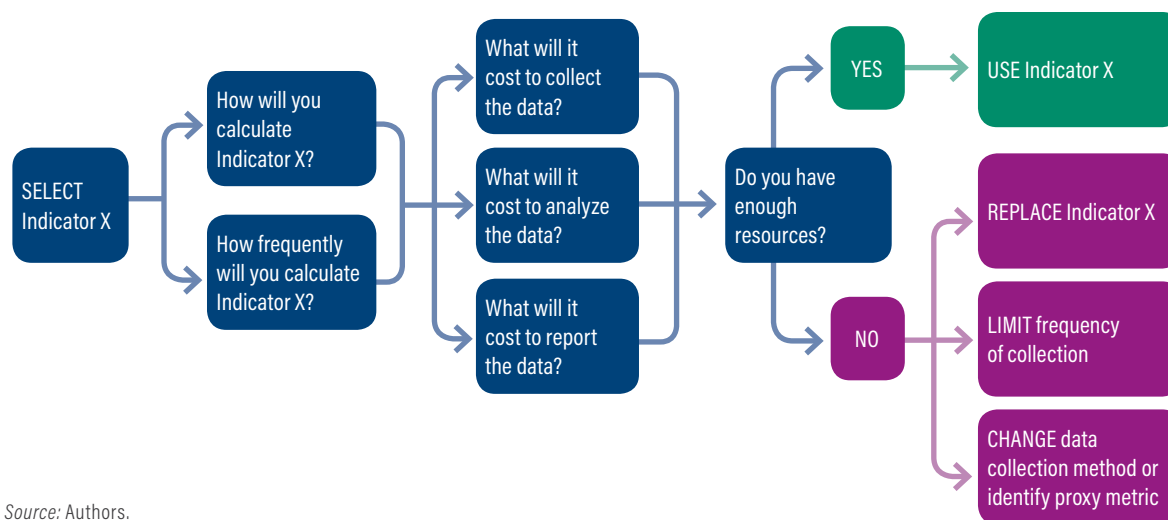 SELECT
Indicator X
How will you
calculate
Indicator X?
How frequently
will you calculate
Indicator X?
What will it
cost to collect
the data?
What will it
cost to analyze
the data?
What will it
cost to report
the data?
Do you have
enough
resources?
YES
USE Indicator X
NO
REPLACE Indicator X
LIMIT frequency
of collection
CHANGE data
collection method or
identify proxy metric
Source: Authors.